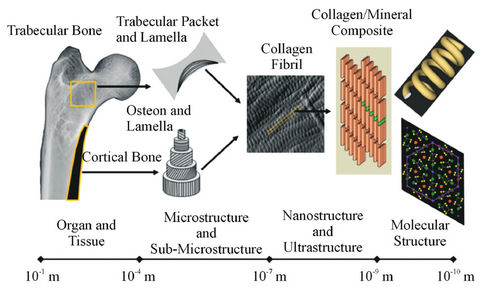 Trabecular Bone
Trabecular Packet
and Lamella
Collagen
Fibril
Collagen/Mineral
Composite
Osteon and
Lamella
Cortical Bone
Organ and
Tissue
Microstructure
and
Sub-Microstructure
Nanostructure
and
Ultrastructure
Molecular
Structure
10⁻¹ m
10⁻⁴ m
10⁻⁷ m
10⁻⁹ m
10⁻¹⁰ m